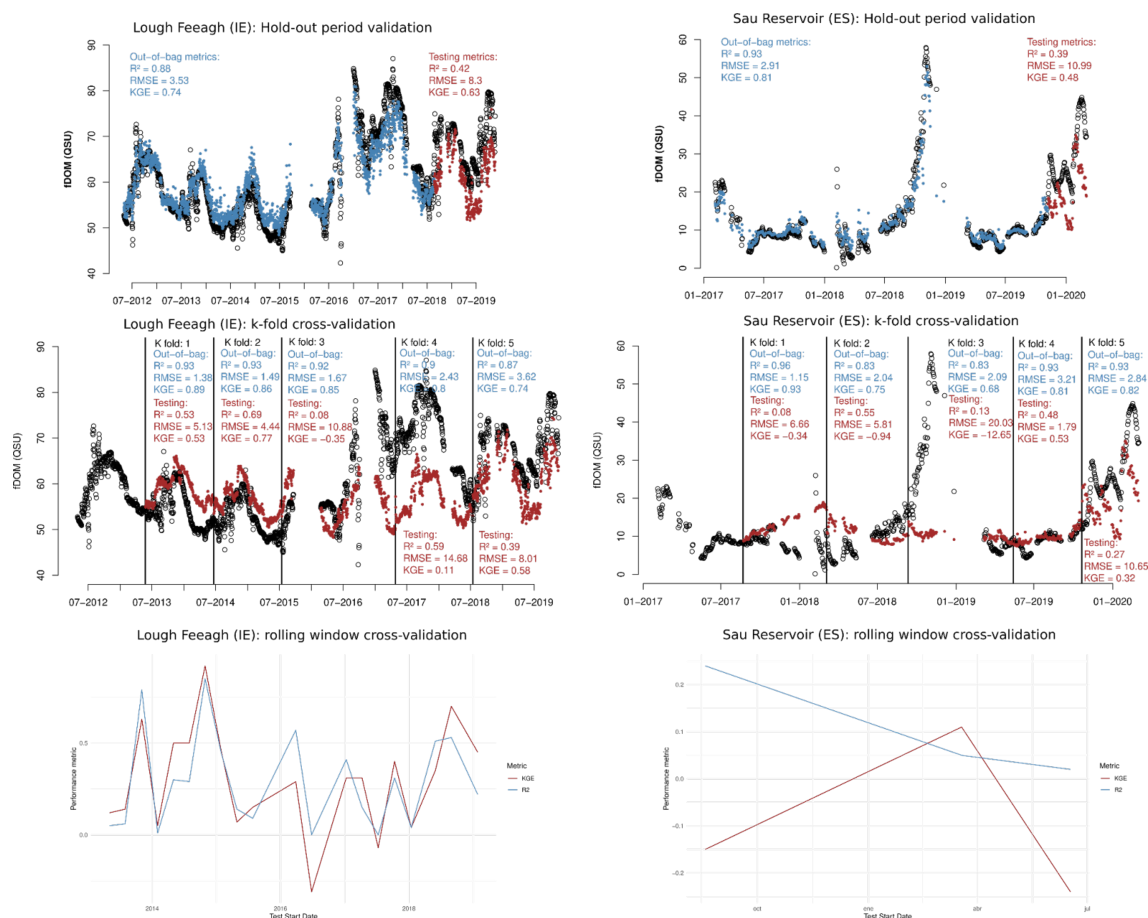 Lough Feeagh (IE): Hold-out period validation
90
80
70
60
50
40
fDOM (QSU)
Out-of-bag metrics:
R² = 0.88
RMSE = 3.53
KGE = 0.74
Testing metrics:
R² = 0.42
RMSE = 8.3
KGE = 0.63
07-2012 07-2013 07-2014 07-2015 07-2016 07-2017 07-2018 07-2019
Sau Reservoir (ES): Hold-out period validation
60
50
40
30
20
10
0
fDOM (QSU)
Out-of-bag metrics:
R² = 0.93
RMSE = 2.91
KGE = 0.81
Testing metrics:
R² = 0.39
RMSE = 10.99
KGE = 0.48
01-2017 07-2017 01-2018 07-2018 01-2019 07-2019 01-2020
Lough Feeagh (IE): k-fold cross-validation
90
80
70
60
50
40
fDOM (QSU)
K fold: 1
Out-of-bag:
R² = 0.93
RMSE = 1.38
KGE = 0.89
Testing:
R² = 0.53
RMSE = 5.13
KGE = 0.53
K fold: 2
Out-of-bag:
R² = 0.93
RMSE = 1.49
KGE = 0.86
Testing:
R² = 0.69
RMSE = 4.44
KGE = 0.77
K fold: 3
Out-of-bag:
R² = 0.92
RMSE = 1.67
KGE = 0.85
Testing:
R² = 0.08
RMSE = 10.88
KGE = −0.35
K fold: 4
Out-of-bag:
RMSE = 2.43
Testing:
R² = 0.59
RMSE = 14.68
KGE = 0.11
K fold: 5
Out-of-bag:
R² = 0.87
RMSE = 3.62
KGE = 0.74
Testing:
R² = 0.39
RMSE = 8.01
KGE = 0.58
07-2012 07-2013 07-2014 07-2015 07-2016 07-2017 07-2018 07-2019
Sau Reservoir (ES): k-fold cross-validation
60
50
40
30
20
10
0
fDOM (QSU)
K fold: 1
Out-of-bag:
R² = 0.96
RMSE = 1.15
KGE = 0.93
Testing:
R² = 0.08
RMSE = 6.66
KGE = −0.34
K fold: 2
Out-of-bag:
R² = 0.83
RMSE = 2.04
KGE = 0.75
Testing:
R² = 0.55
RMSE = 5.81
KGE = −0.94
K fold: 3
Out-of-bag:
R² = 0.83
RMSE = 2.09
KGE = 0.68
Testing:
R² = 0.13
RMSE = 20.03
KGE = −12.65
K fold: 4
Out-of-bag:
R² = 0.93
RMSE = 3.21
KGE = 0.81
Testing:
R² = 0.48
RMSE = 1.79
KGE = 0.53
K fold: 5
Out-of-bag:
R² = 0.93
RMSE = 2.84
KGE = 0.82
Testing:
R² = 0.27
RMSE = 10.65
KGE = 0.32
01-2017 07-2017 01-2018 07-2018 01-2019 07-2019 01-2020
Lough Feeagh (IE): rolling window cross-validation
Performance metric
0.5
0.0
2014 2016 2018
Test Start Date
Metric
KGE
R2
Sau Reservoir (ES): rolling window cross-validation
Performance metric
0.2
0.1
0.0
−0.1
−0.2
oct ene abr jul
Test Start Date
Metric
KGE
R2